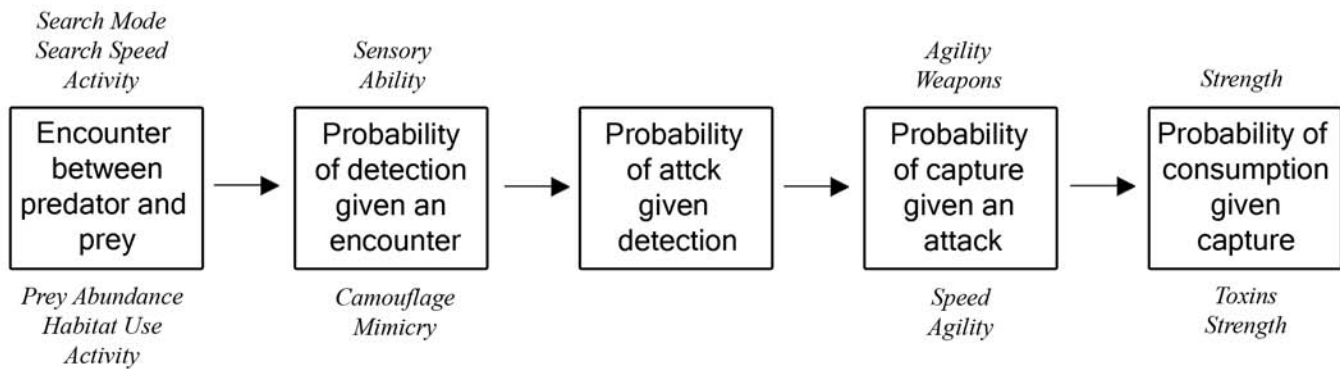 Search Mode
Search Speed
Activity
Sensory
Ability
Agility
Weapons
Strength
Encounter
between
predator and
prey
Probability
of detection
given an
encounter
Probability
of attck
given
detection
Probability
of capture
given an
attack
Probability of
consumption
given
capture
Prey Abundance
Habitat Use
Activity
Camouflage
Mimicry
Speed
Agility
Toxins
Strength